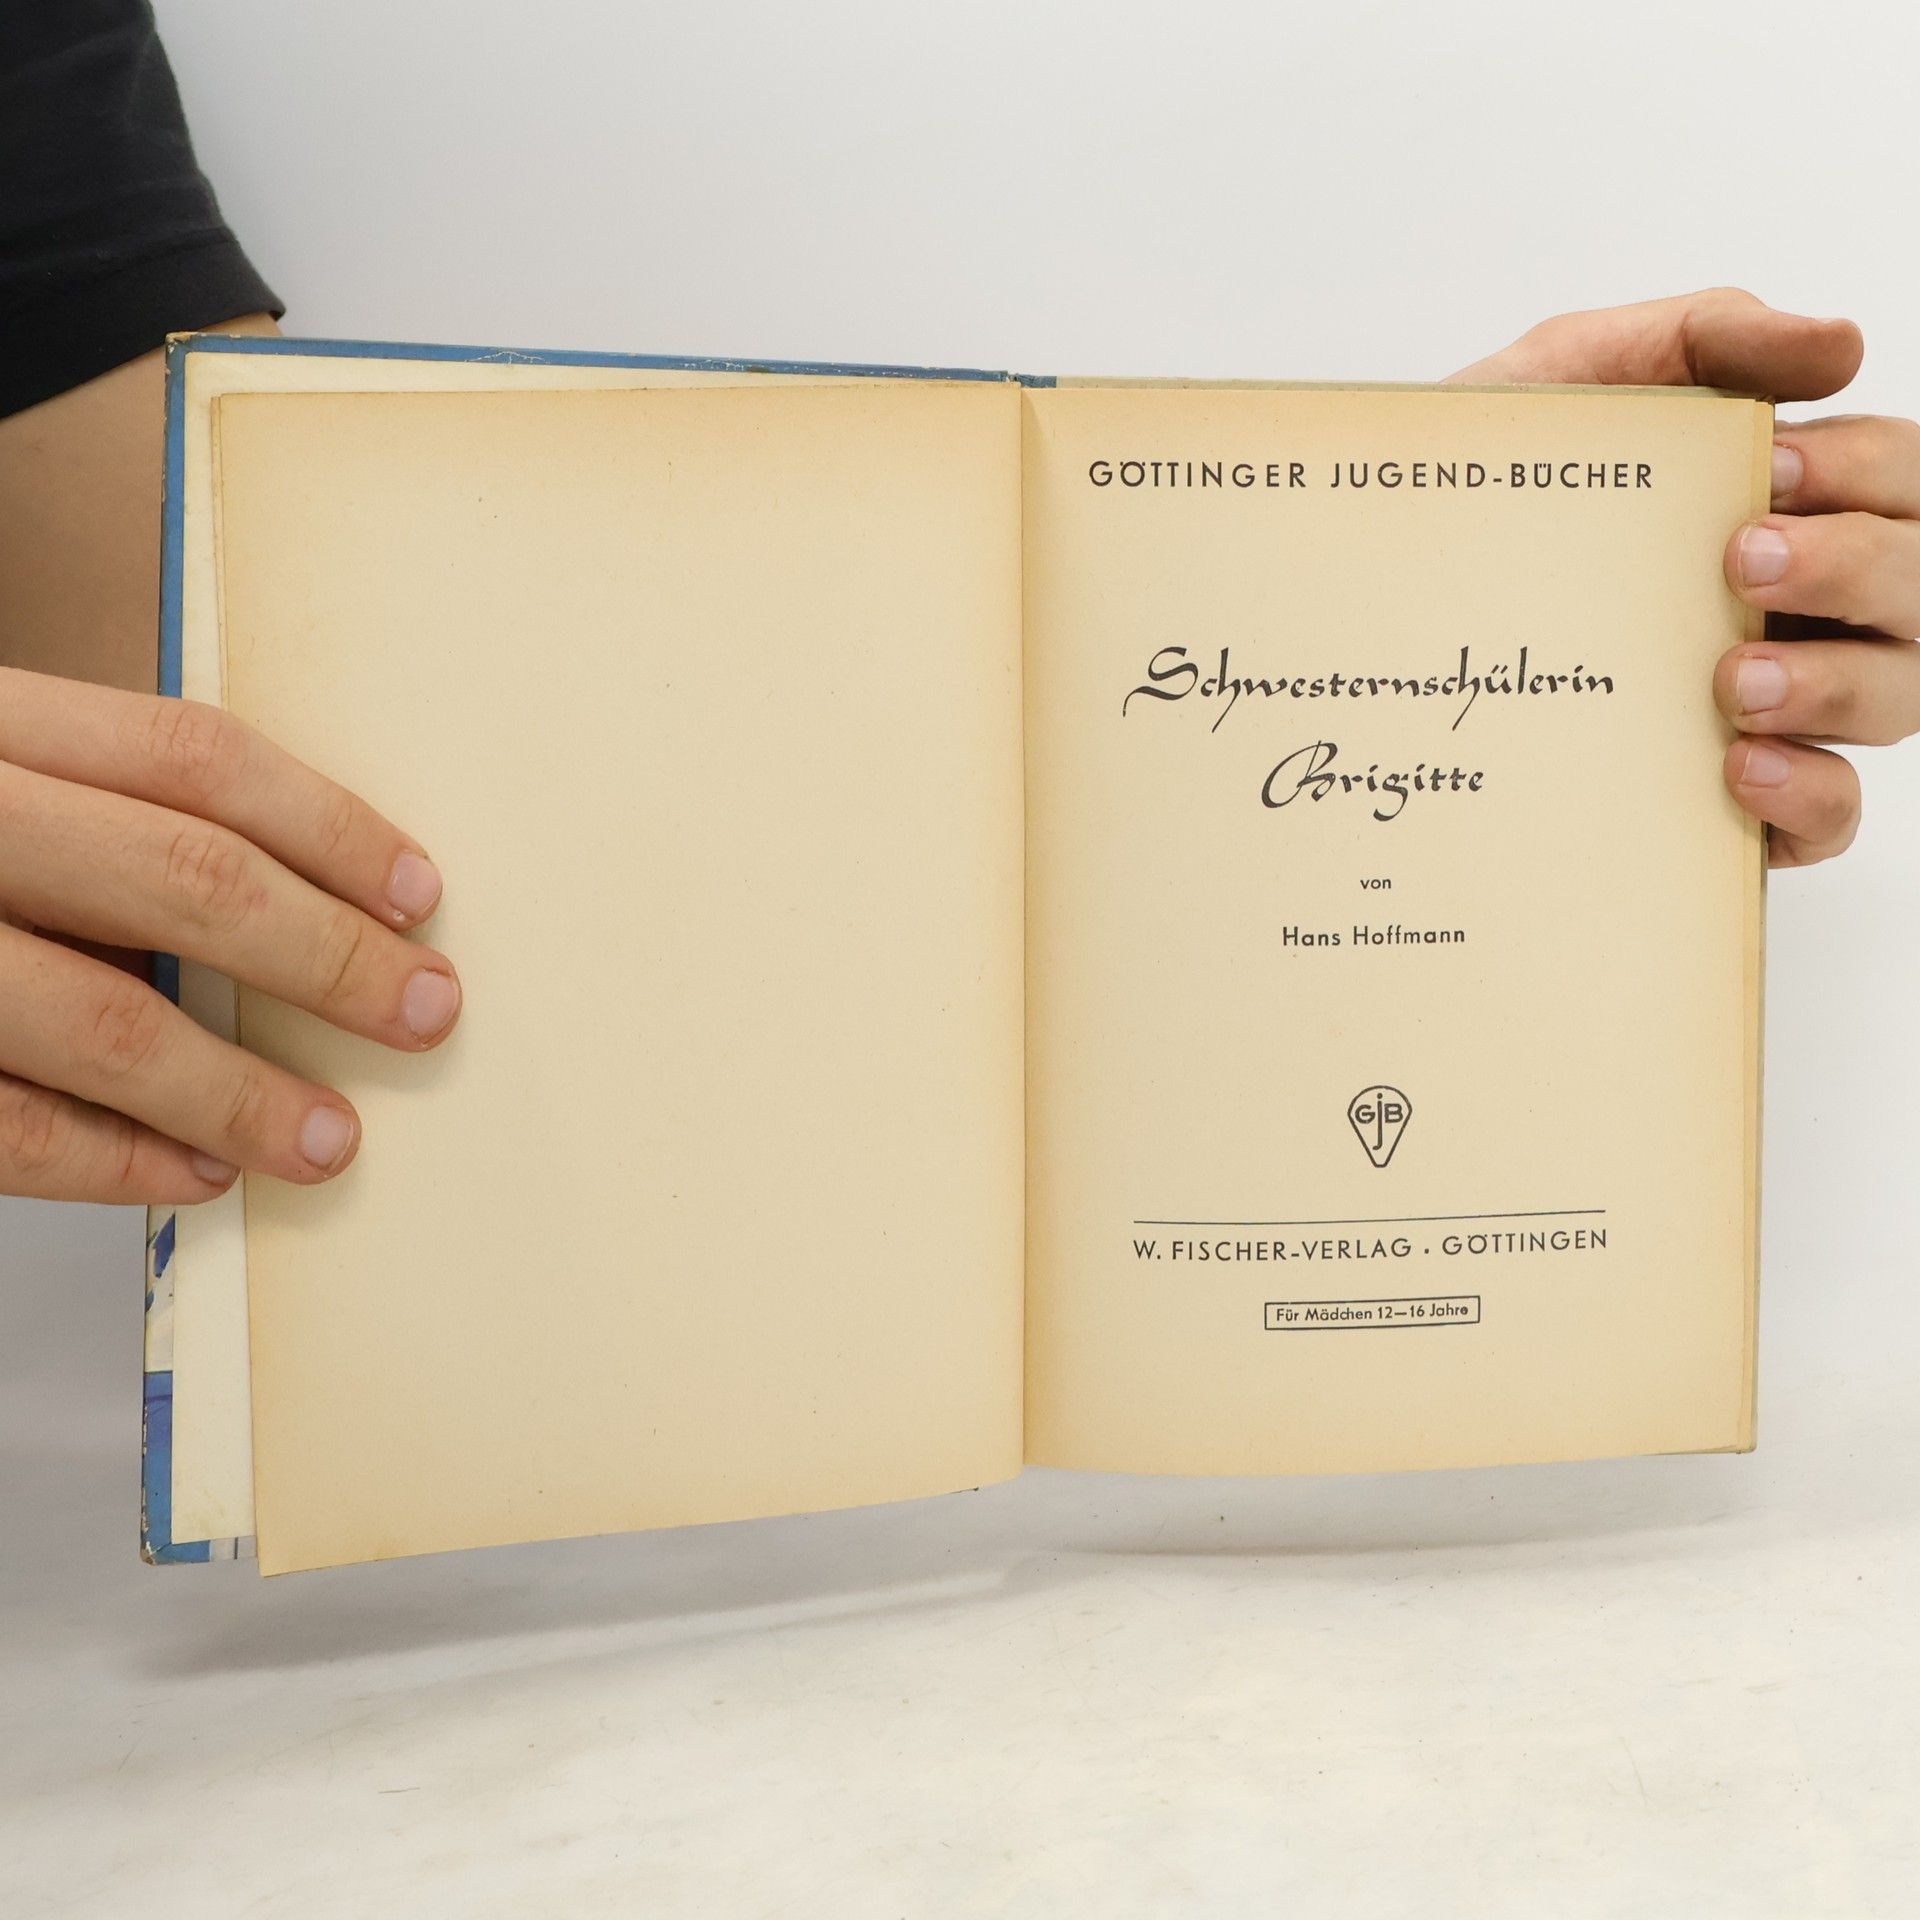 GÖTTINGER JUGEND-BÜCHER
Schwesternschülerin
Brigitte
von
Hans Hoffmann
GjB
W. FISCHER-VERLAG · GÖTTINGEN
Für Mädchen 12—16 Jahre